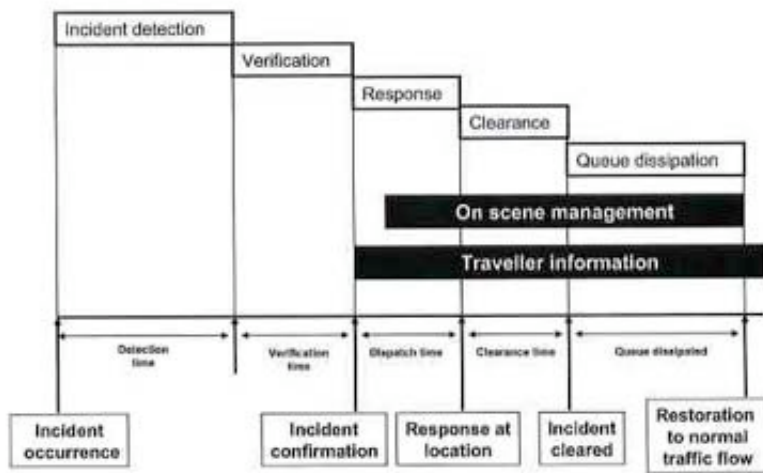 Incident detection
Verification
Response
Clearance
Queue dissipation
On scene management
Traveller information
Detection
time
Verification
time
Dispatch time
Clearance time
Queue dissipated
Incident
occurrence
Incident
confirmation
Response at
location
Incident
cleared
Restoration
to normal
traffic flow